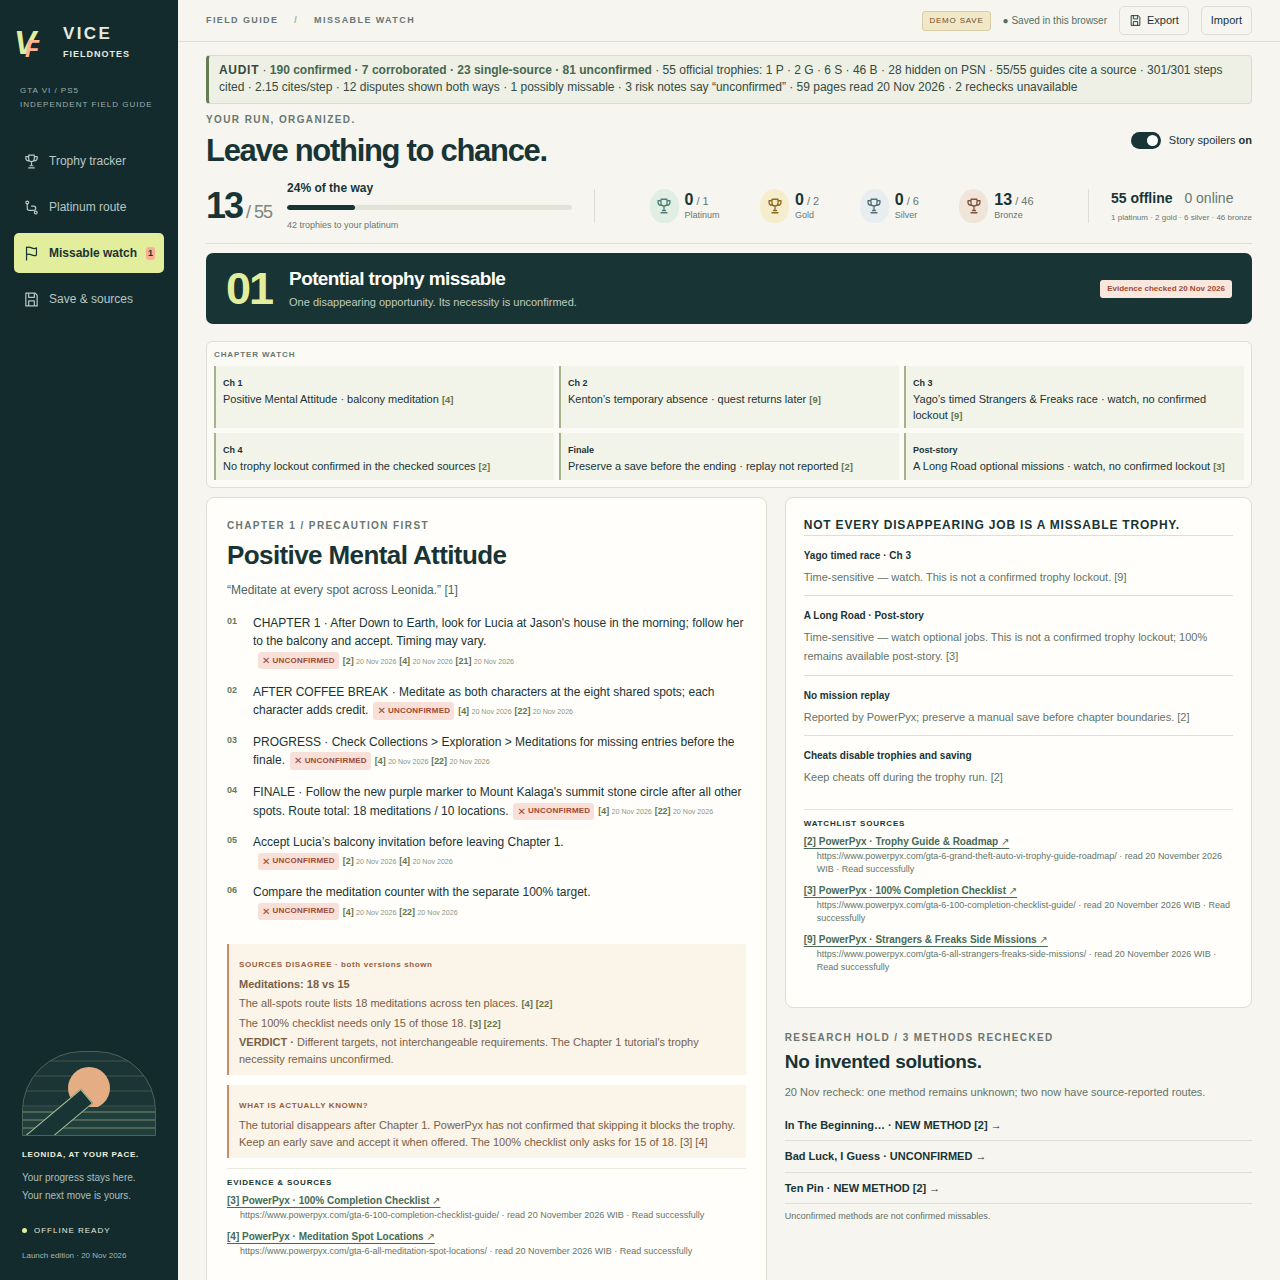 VICE
FIELDNOTES
GTA VI / PS5
INDEPENDENT FIELD GUIDE
Trophy tracker
Platinum route
Missable watch 1
Save & sources
LEONIDA, AT YOUR PACE.
Your progress stays here.
Your next move is yours.
OFFLINE READY
Launch edition · 20 Nov 2026
FIELD GUIDE / MISSABLE WATCH
DEMO SAVE
● Saved in this browser
Export
Import
AUDIT · 190 confirmed · 7 corroborated · 23 single-source · 81 unconfirmed · 55 official trophies: 1 P · 2 G · 6 S · 46 B · 28 hidden on PSN · 55/55 guides cite a source · 301/301 steps
cited · 2.15 cites/step · 12 disputes shown both ways · 1 possibly missable · 3 risk notes say “unconfirmed” · 59 pages read 20 Nov 2026 · 2 rechecks unavailable
YOUR RUN, ORGANIZED.
Leave nothing to chance.
Story spoilers on
13 / 55
24% of the way
42 trophies to your platinum
0 / 1
Platinum
0 / 2
Gold
0 / 6
Silver
13 / 46
Bronze
55 offline 0 online
1 platinum · 2 gold · 6 silver · 46 bronze
01
Potential trophy missable
One disappearing opportunity. Its necessity is unconfirmed.
Evidence checked 20 Nov 2026
CHAPTER WATCH
Ch 1
Positive Mental Attitude · balcony meditation [4]
Ch 2
Kenton’s temporary absence · quest returns later [9]
Ch 3
Yago’s timed Strangers & Freaks race · watch, no confirmed
lockout [9]
Ch 4
No trophy lockout confirmed in the checked sources [2]
Finale
Preserve a save before the ending · replay not reported [2]
Post-story
A Long Road optional missions · watch, no confirmed lockout [3]
CHAPTER 1 / PRECAUTION FIRST
Positive Mental Attitude
“Meditate at every spot across Leonida.” [1]
01 CHAPTER 1 · After Down to Earth, look for Lucia at Jason's house in the morning; follow her
to the balcony and accept. Timing may vary.
✕ UNCONFIRMED [2] 20 Nov 2026 [4] 20 Nov 2026 [21] 20 Nov 2026
02 AFTER COFFEE BREAK · Meditate as both characters at the eight shared spots; each
character adds credit. ✕ UNCONFIRMED [4] 20 Nov 2026 [22] 20 Nov 2026
03 PROGRESS · Check Collections > Exploration > Meditations for missing entries before the
finale. ✕ UNCONFIRMED [4] 20 Nov 2026 [22] 20 Nov 2026
04 FINALE · Follow the new purple marker to Mount Kalaga's summit stone circle after all other
spots. Route total: 18 meditations / 10 locations. ✕ UNCONFIRMED [4] 20 Nov 2026 [22] 20 Nov 2026
05 Accept Lucia’s balcony invitation before leaving Chapter 1.
✕ UNCONFIRMED [2] 20 Nov 2026 [4] 20 Nov 2026
06 Compare the meditation counter with the separate 100% target.
✕ UNCONFIRMED [4] 20 Nov 2026 [22] 20 Nov 2026
SOURCES DISAGREE · both versions shown
Meditations: 18 vs 15
The all-spots route lists 18 meditations across ten places. [4] [22]
The 100% checklist needs only 15 of those 18. [3] [22]
VERDICT · Different targets, not interchangeable requirements. The Chapter 1 tutorial's trophy
necessity remains unconfirmed.
WHAT IS ACTUALLY KNOWN?
The tutorial disappears after Chapter 1. PowerPyx has not confirmed that skipping it blocks the trophy.
Keep an early save and accept it when offered. The 100% checklist only asks for 15 of 18. [3] [4]
EVIDENCE & SOURCES
[3] PowerPyx · 100% Completion Checklist ↗
https://www.powerpyx.com/gta-6-100-completion-checklist-guide/ · read 20 November 2026 WIB · Read successfully
[4] PowerPyx · Meditation Spot Locations ↗
https://www.powerpyx.com/gta-6-all-meditation-spot-locations/ · read 20 November 2026 WIB · Read successfully
NOT EVERY DISAPPEARING JOB IS A MISSABLE TROPHY.
Yago timed race · Ch 3
Time-sensitive — watch. This is not a confirmed trophy lockout. [9]
A Long Road · Post-story
Time-sensitive — watch optional jobs. This is not a confirmed trophy lockout; 100%
remains available post-story. [3]
No mission replay
Reported by PowerPyx; preserve a manual save before chapter boundaries. [2]
Cheats disable trophies and saving
Keep cheats off during the trophy run. [2]
WATCHLIST SOURCES
[2] PowerPyx · Trophy Guide & Roadmap ↗
https://www.powerpyx.com/gta-6-grand-theft-auto-vi-trophy-guide-roadmap/ · read 20 November 2026
WIB · Read successfully
[3] PowerPyx · 100% Completion Checklist ↗
https://www.powerpyx.com/gta-6-100-completion-checklist-guide/ · read 20 November 2026 WIB · Read
successfully
[9] PowerPyx · Strangers & Freaks Side Missions ↗
https://www.powerpyx.com/gta-6-all-strangers-freaks-side-missions/ · read 20 November 2026 WIB ·
Read successfully
RESEARCH HOLD / 3 METHODS RECHECKED
No invented solutions.
20 Nov recheck: one method remains unknown; two now have source-reported routes.
In The Beginning… · NEW METHOD [2] →
Bad Luck, I Guess · UNCONFIRMED →
Ten Pin · NEW METHOD [2] →
Unconfirmed methods are not confirmed missables.